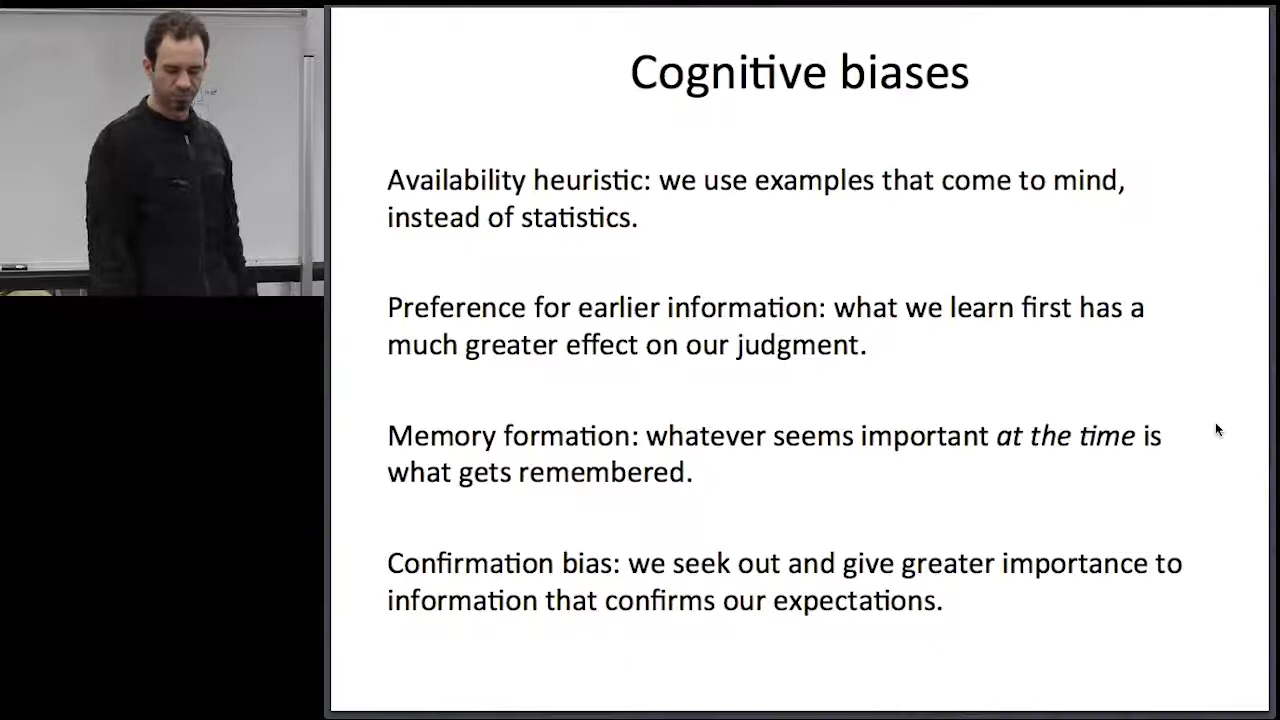 Cognitive biases
Availability heuristic: we use examples that come to mind,
instead of statistics.
Preference for earlier information: what we learn first has a
much greater effect on our judgment.
Memory formation: whatever seems important at the time is
what gets remembered.
Confirmation bias: we seek out and give greater importance to
information that confirms our expectations.